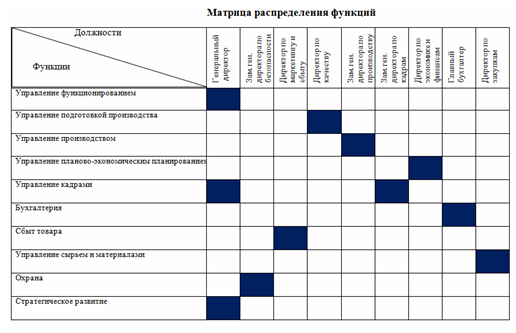 Матрица распределения функций
Должности
Функции
Генеральный
директор
Зам. ген.
директора по
безопасности
Директор по
маркетингу и
сбыту
Директор по
качеству
Зам. ген.
директора по
производству
Зам. ген.
директора по
кадрам
Директор по
экономике и
финансам
Главный
бухгалтер
Директор по
закупкам
Управление функционированием
Управление подготовкой производства
Управление производством
Управление планово-экономическим планированием
Управление кадрами
Бухгалтерия
Сбыт товара
Управление сырьем и материалами
Охрана
Стратегическое развитие